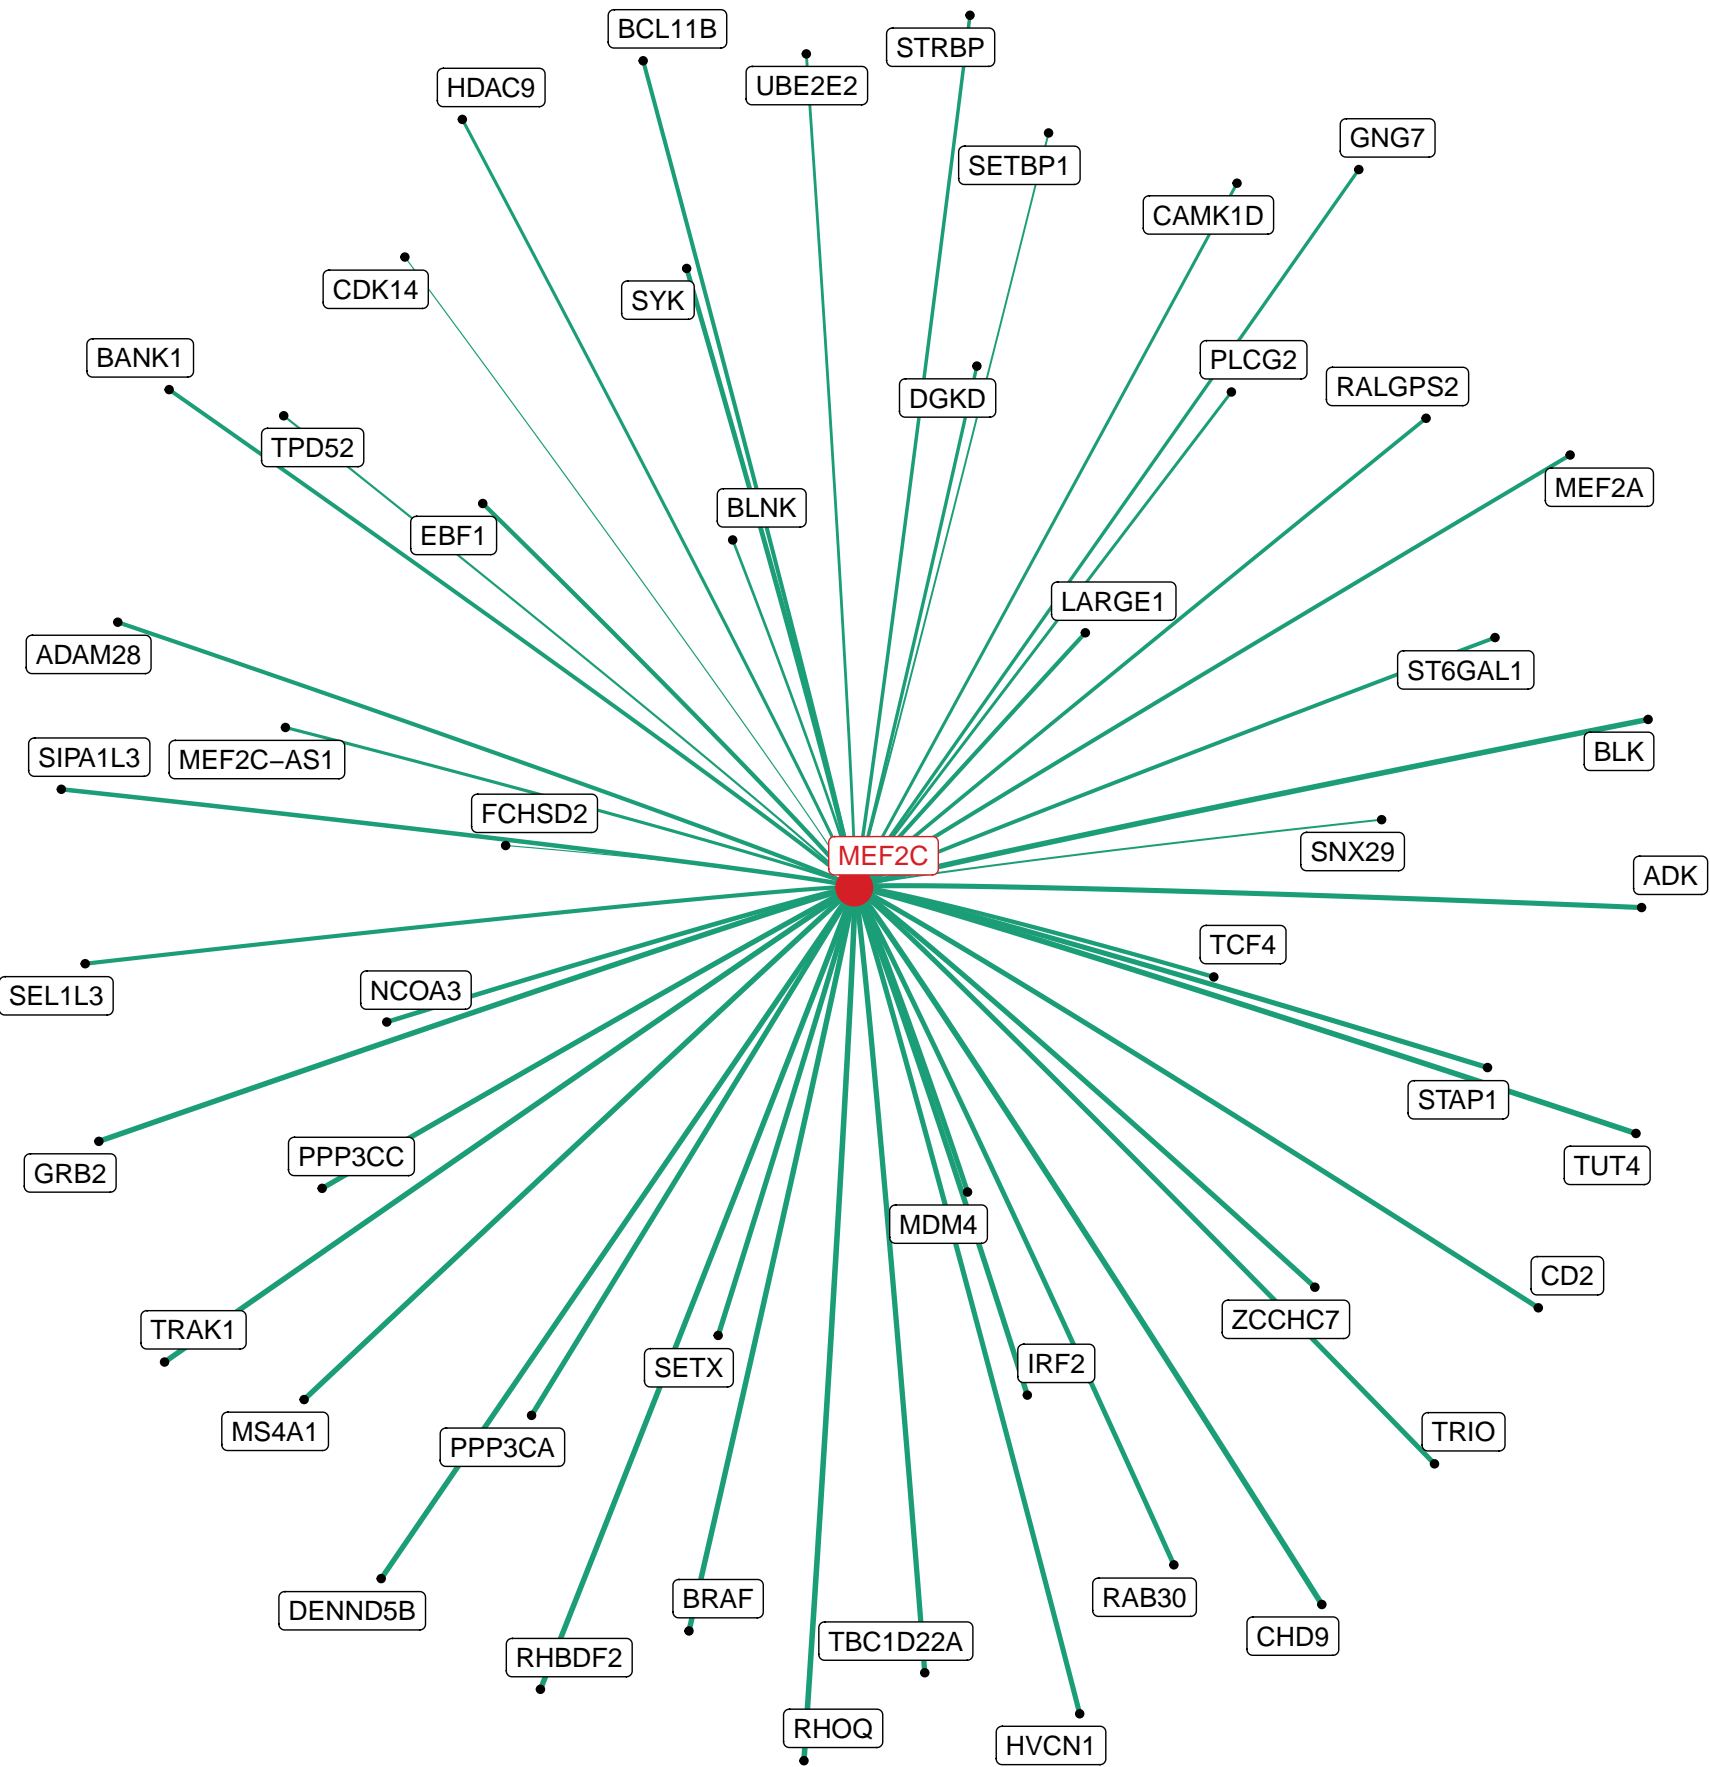 BCL11B
STRBP
HDAC9
UBE2E2
GNG7
SETBP1
CAMK1D
CDK14
SYK
BANK1
PLCG2
RALGPS2
DGKD
TPD52
MEF2A
BLNK
EBF1
LARGE1
ADAM28
ST6GAL1
SIPA1L3
MEF2C−AS1
BLK
FCHSD2
SNX29
MEF2C
ADK
TCF4
NCOA3
SEL1L3
STAP1
PPP3CC
GRB2
TUT4
MDM4
CD2
ZCCHC7
TRAK1
IRF2
SETX
MS4A1
TRIO
PPP3CA
RAB30
BRAF
DENND5B
CHD9
TBC1D22A
RHBDF2
RHOQ
HVCN1